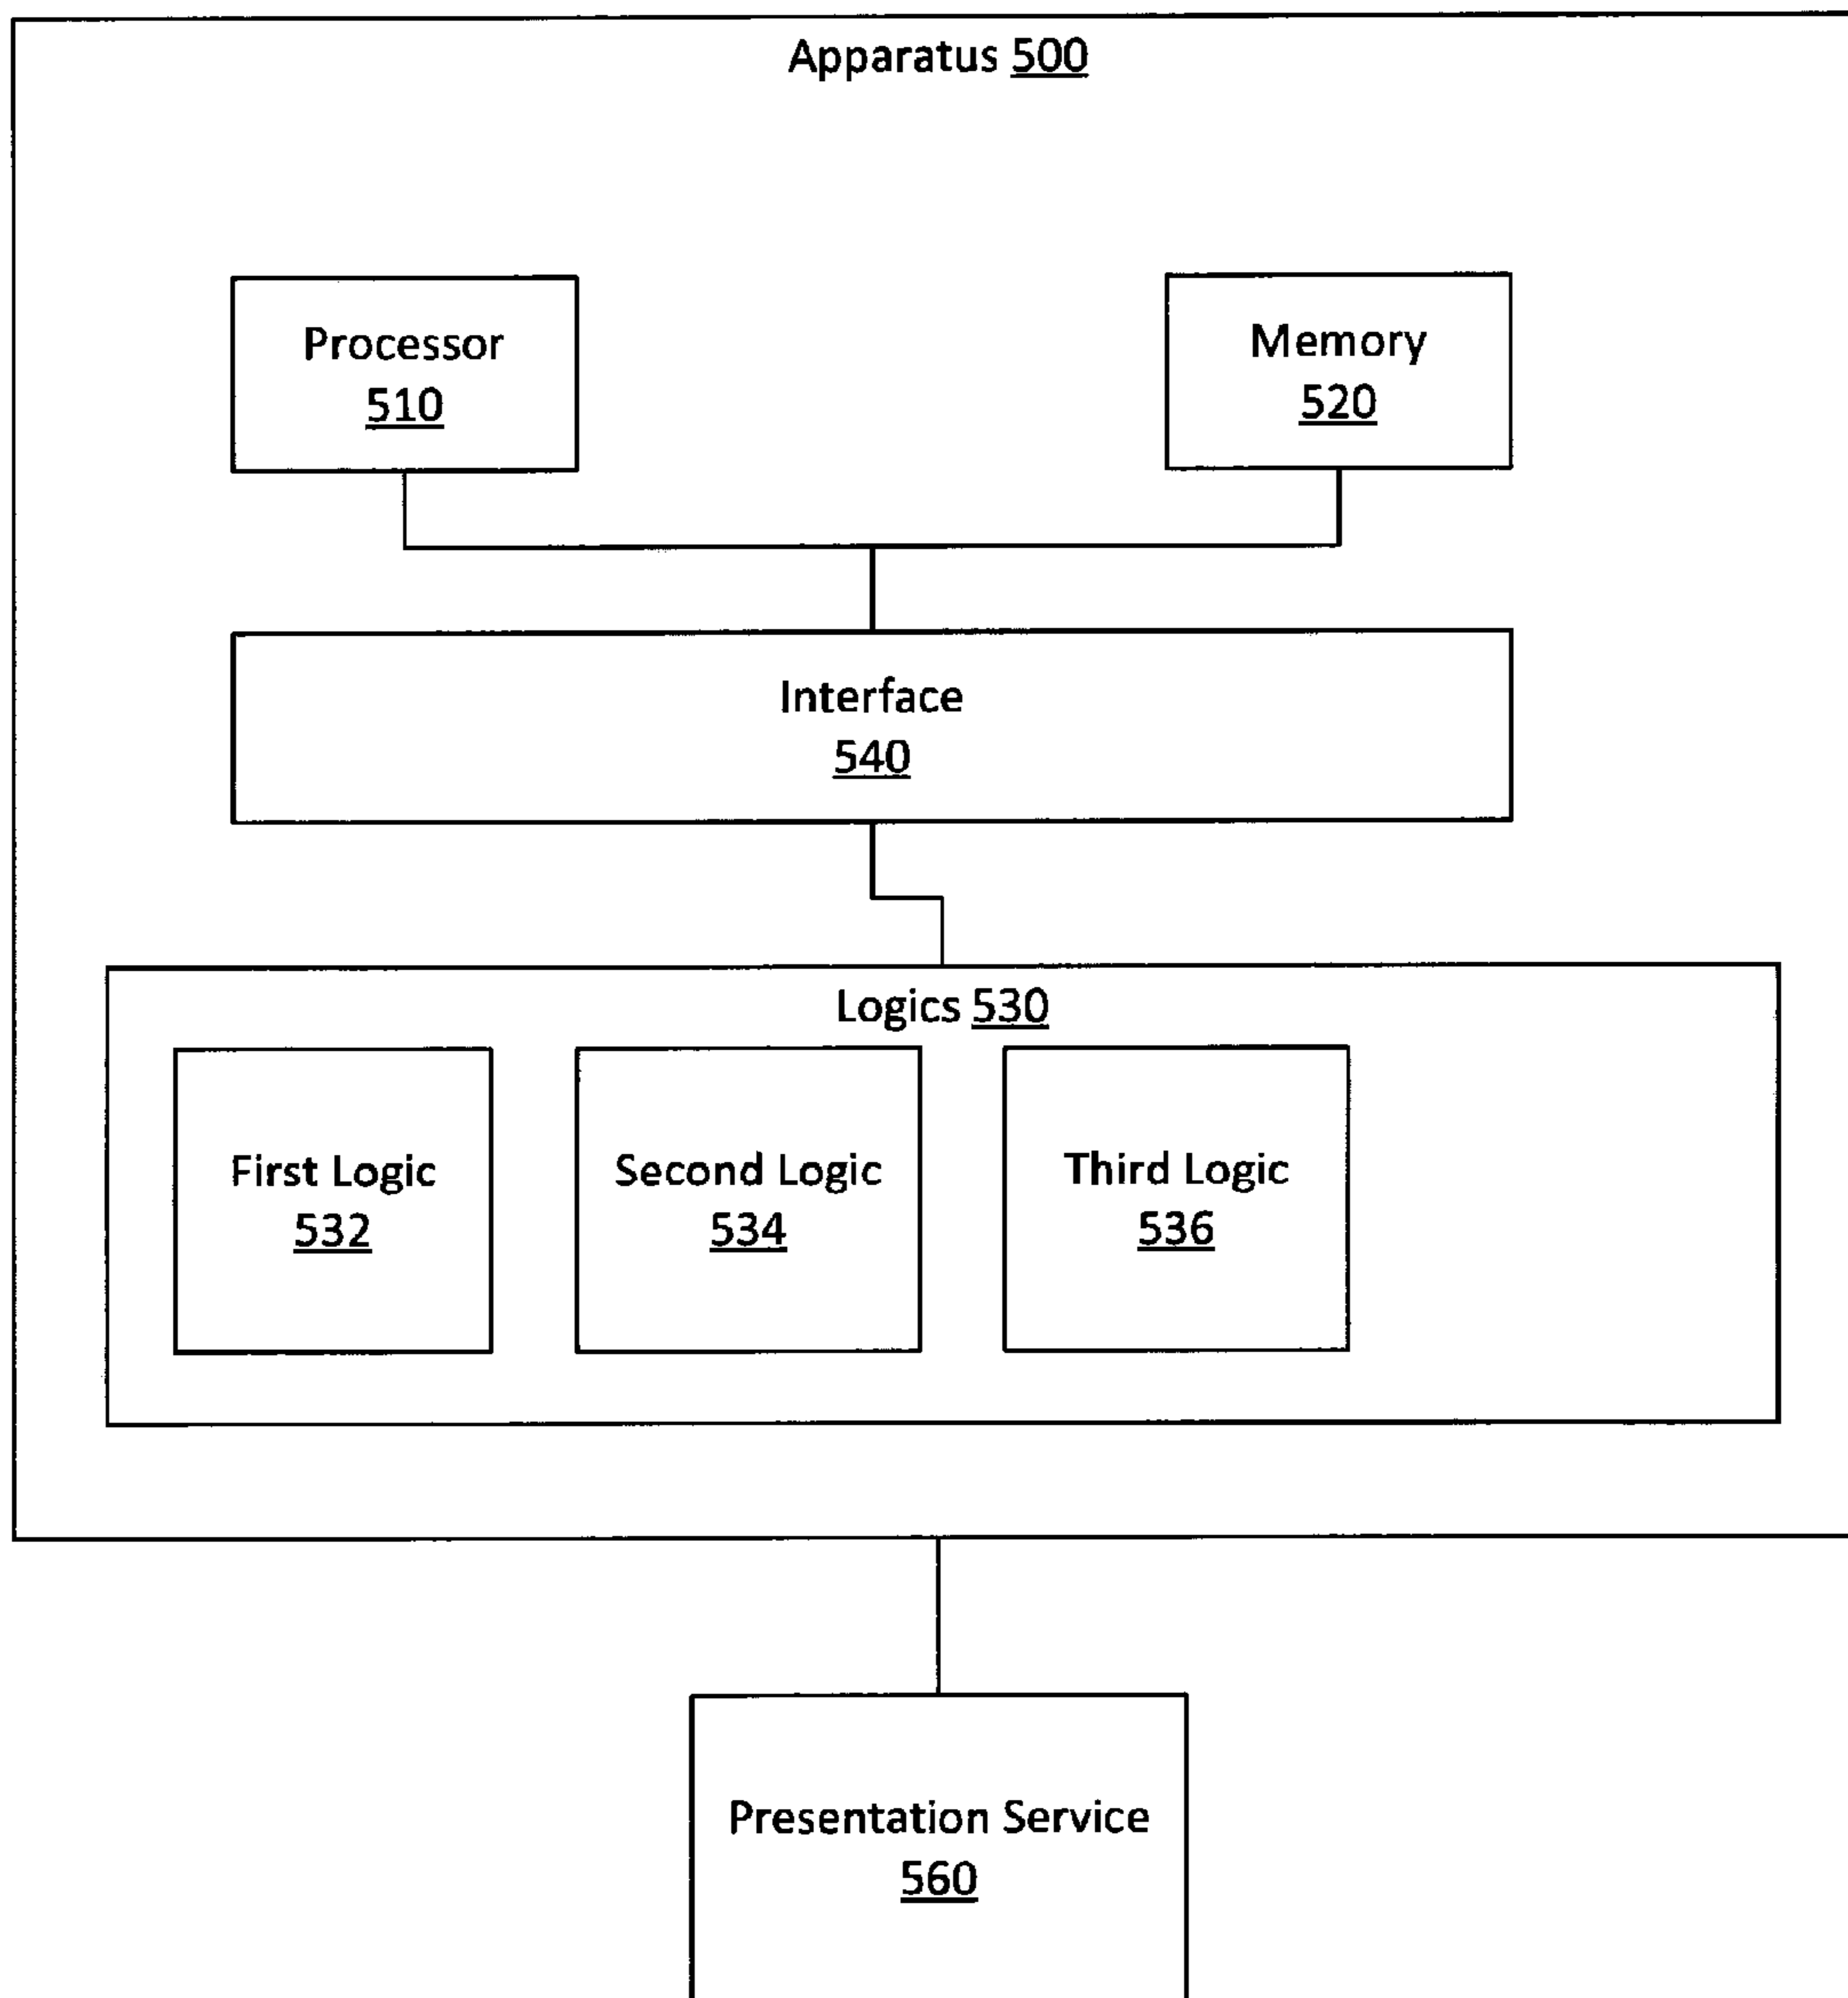 Apparatus 500
Processor
510
Memory
520
Interface
540
Logics 530
First Logic
532
Second Logic
534
Third Logic
536
Presentation Service
560